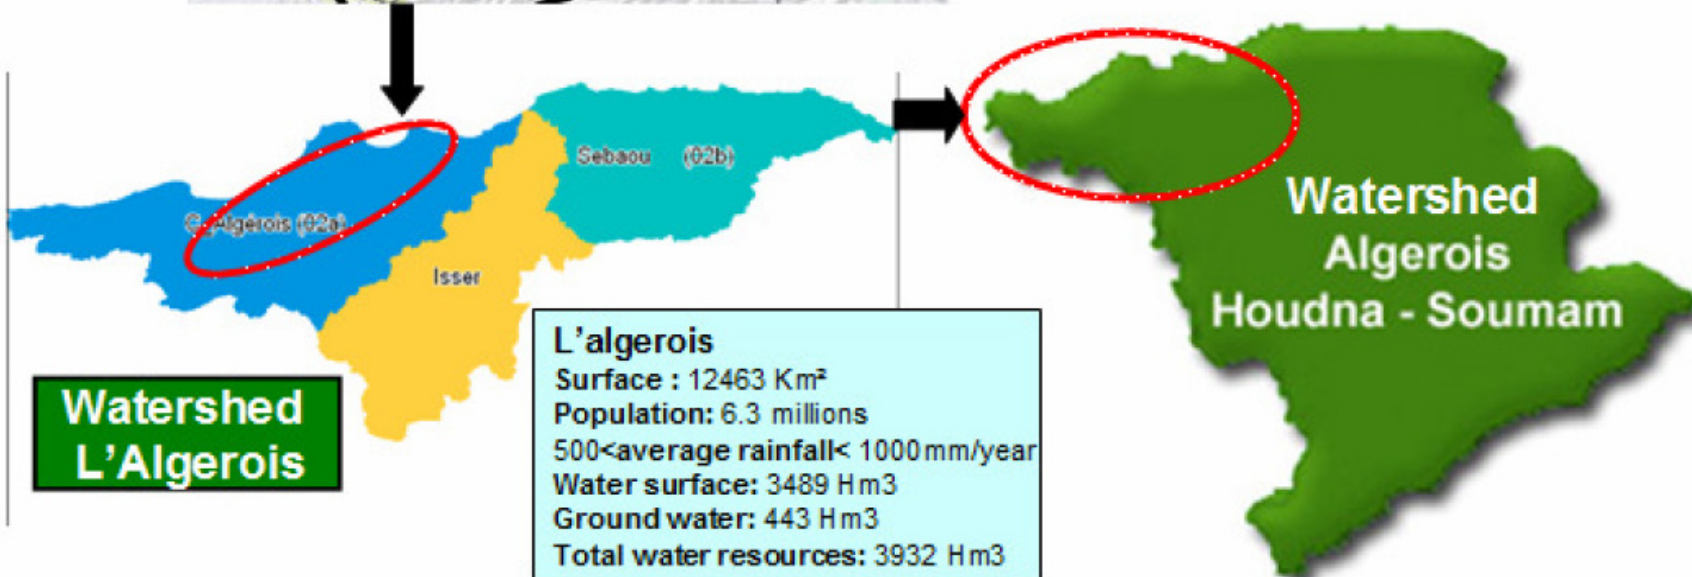 Sebaou (02b)
C_Algérois (02a)
Isser
Watershed
L'Algerois
L'algerois
Surface : 12463 Km²
Population: 6.3 millions
500<average rainfall< 1000mm/year
Water surface: 3489 Hm3
Ground water: 443 Hm3
Total water resources: 3932 Hm3
Watershed
Algerois
Houdna - Soumam